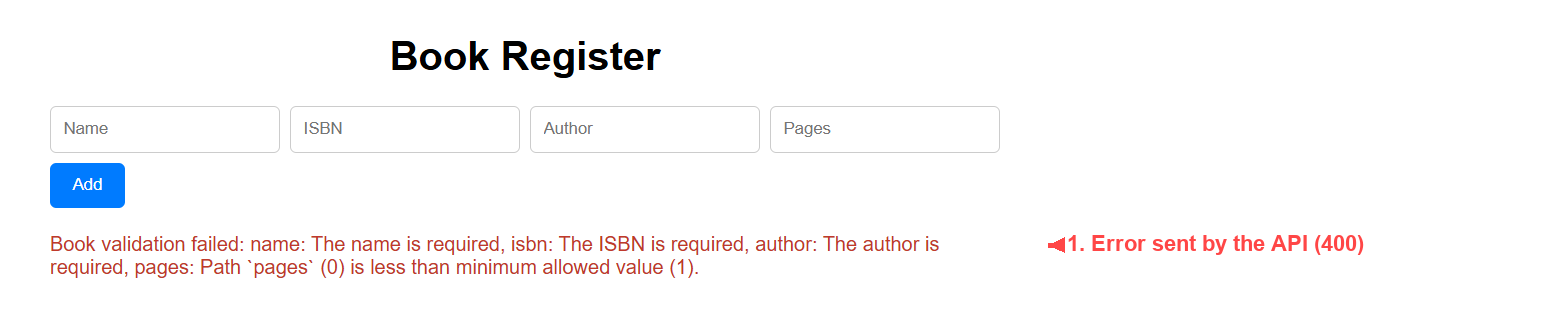 Book Register
Name
ISBN
Author
Pages
Add
Book validation failed: name: The name is required, isbn: The ISBN is required, author: The author is
required, pages: Path `pages` (0) is less than minimum allowed value (1).
1. Error sent by the API (400)